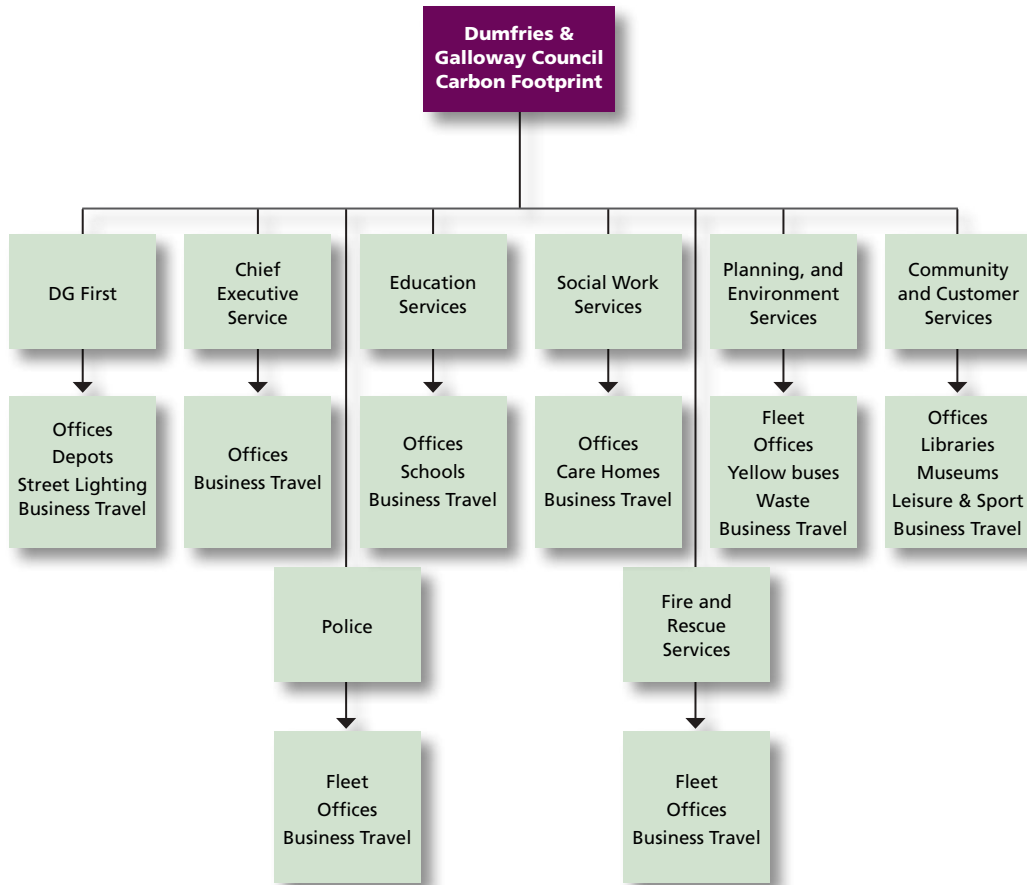 Dumfries &
Galloway Council
Carbon Footprint
DG First
Chief
Executive
Service
Education
Services
Social Work
Services
Planning, and
Environment
Services
Community
and Customer
Services
Offices
Depots
Street Lighting
Business Travel
Offices
Business Travel
Offices
Schools
Business Travel
Offices
Care Homes
Business Travel
Fleet
Offices
Yellow buses
Waste
Business Travel
Offices
Libraries
Museums
Leisure & Sport
Business Travel
Police
Fire and
Rescue
Services
Fleet
Offices
Business Travel
Fleet
Offices
Business Travel